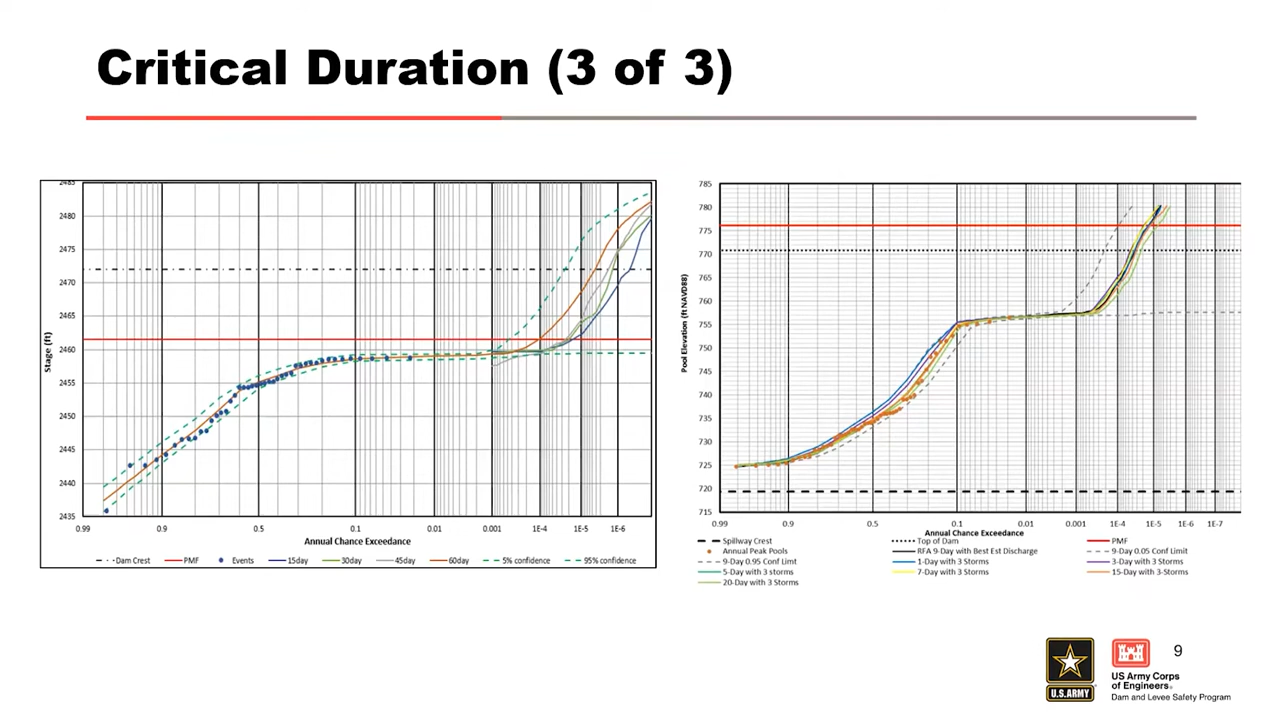 Critical Duration (3 of 3)
2485
2480
2475
2470
2465
2460
2455
2450
2445
2440
2435
Stage (ft)
0.99 0.9 0.5 0.1 0.01 0.001 1E-4 1E-5 1E-6
Annual Chance Exceedance
Dam Crest PMF Events 15day 30day 45day 60day 5% confidence 95% confidence
785
780
775
770
765
760
755
750
745
740
735
730
725
720
715
Pool Elevation (ft NAVD88)
0.99 0.9 0.5 0.1 0.01 0.001 1E-4 1E-5 1E-6 1E-7
Annual Chance Exceedance
Spillway Crest Top of Dam PMF
Annual Peak Pools RFA 9-Day with Best Est Discharge 9-Day 0.05 Conf Limit
9-Day 0.95 Conf Limt 1-Day with 3 Storms 3-Day with 3 Storms
5-Day with 3 storms 7-Day with 3 Storms 15-Day with 3-Storms
20-Day with 3 Storms
U.S.ARMY
US Army Corps
of Engineers®
Dam and Levee Safety Program
9